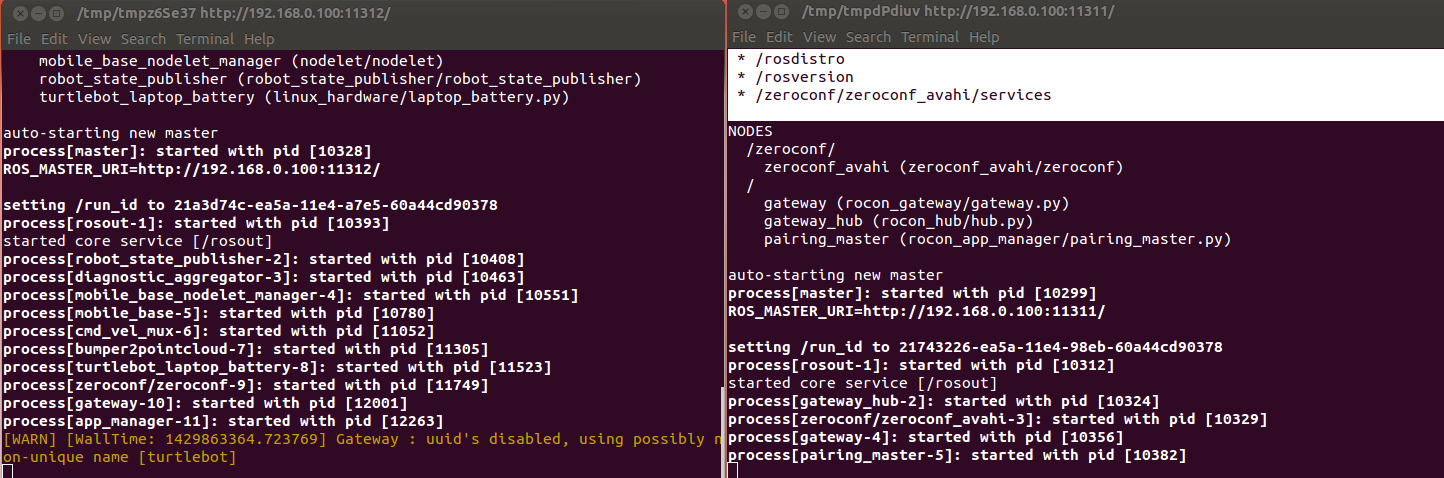 /tmp/tmpz6Se37 http://192.168.0.100:11312/
File Edit View Search Terminal Help
mobile_base_nodelet_manager (nodelet/nodelet)
robot_state_publisher (robot_state_publisher/robot_state_publisher)
turtlebot_laptop_battery (linux_hardware/laptop_battery.py)
auto-starting new master
process[master]: started with pid [10328]
ROS_MASTER_URI=http://192.168.0.100:11312/
setting /run_id to 21a3d74c-ea5a-11e4-a7e5-60a44cd90378
process[rosout-1]: started with pid [10393]
started core service [/rosout]
process[robot_state_publisher-2]: started with pid [10408]
process[diagnostic_aggregator-3]: started with pid [10463]
process[mobile_base_nodelet_manager-4]: started with pid [10551]
process[mobile_base-5]: started with pid [10780]
process[cmd_vel_mux-6]: started with pid [11052]
process[bumper2pointcloud-7]: started with pid [11305]
process[turtlebot_laptop_battery-8]: started with pid [11523]
process[zeroconf/zeroconf-9]: started with pid [11749]
process[gateway-10]: started with pid [12001]
process[app_manager-11]: started with pid [12263]
[WARN] [WallTime: 1429863364.723769] Gateway : uuid's disabled, using possibly n
on-unique name [turtlebot]
/tmp/tmpdPdiuv http://192.168.0.100:11311/
File Edit View Search Terminal Help
* /rosdistro
* /rosversion
* /zeroconf/zeroconf_avahi/services
NODES
/zeroconf/
zeroconf_avahi (zeroconf_avahi/zeroconf)
/
gateway (rocon_gateway/gateway.py)
gateway_hub (rocon_hub/hub.py)
pairing_master (rocon_app_manager/pairing_master.py)
auto-starting new master
process[master]: started with pid [10299]
ROS_MASTER_URI=http://192.168.0.100:11311/
setting /run_id to 21743226-ea5a-11e4-98eb-60a44cd90378
process[rosout-1]: started with pid [10312]
started core service [/rosout]
process[gateway_hub-2]: started with pid [10324]
process[zeroconf/zeroconf_avahi-3]: started with pid [10329]
process[gateway-4]: started with pid [10356]
process[pairing_master-5]: started with pid [10382]